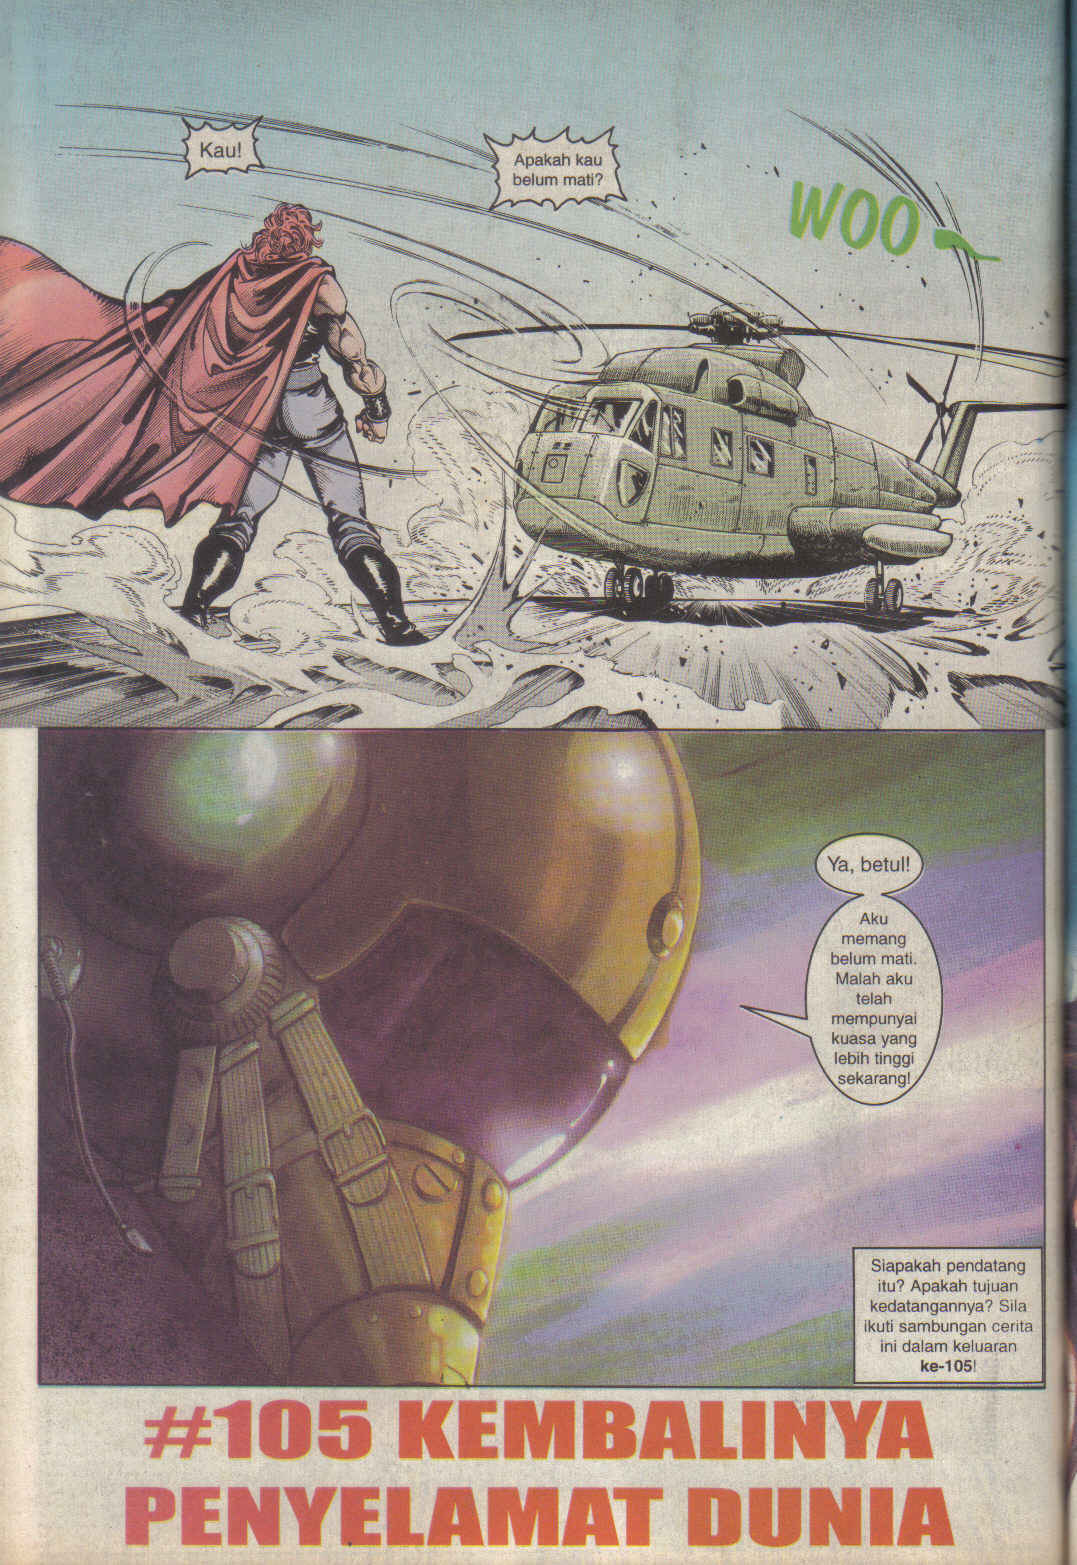 Kau!
Apakah kau
belum mati?
WOO~
Ya, betul!
Aku
memang
belum mati.
Malah aku
telah
mempunyai
kuasa yang
lebih tinggi
sekarang!
Siapakah pendatang
itu? Apakah tujuan
kedatangannya? Sila
ikuti sambungan cerita
ini dalam keluaran
ke-105!
#105 KEMBALINYA
PENYELAMAT DUNIA